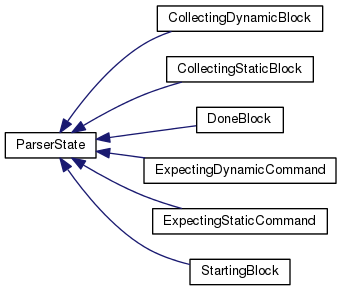 CollectingDynamicBlock
CollectingStaticBlock
DoneBlock
ParserState
ExpectingDynamicCommand
ExpectingStaticCommand
StartingBlock